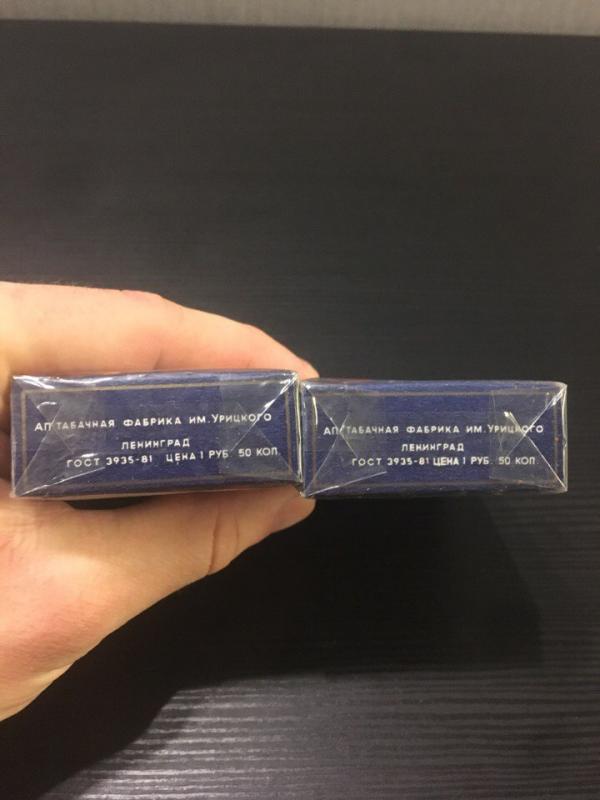 АП ТАБАЧНАЯ ФАБРИКА ИМ. УРИЦКОГО
ЛЕНИНГРАД
ГОСТ 3935-81 ЦЕНА 1 РУБ. 50 КОП.
АП ТАБАЧНАЯ ФАБРИКА ИМ. УРИЦКОГО
ЛЕНИНГРАД
ГОСТ 3935-81 ЦЕНА 1 РУБ. 50 КОП.